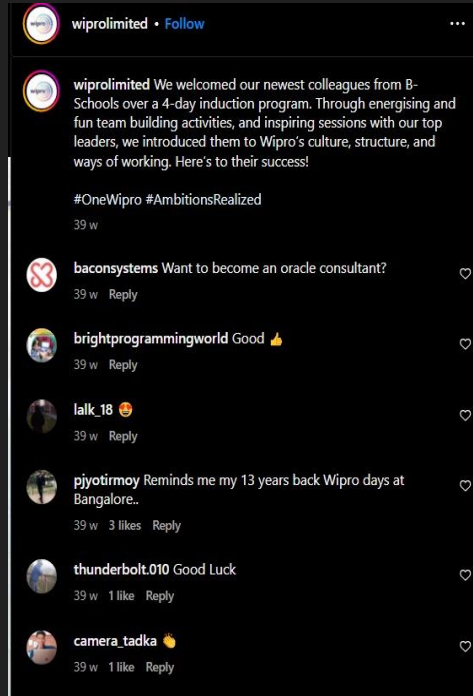 wiprolimited • Follow
wiprolimited We welcomed our newest colleagues from B-
Schools over a 4-day induction program. Through energising and
fun team building activities, and inspiring sessions with our top
leaders, we introduced them to Wipro's culture, structure, and
ways of working. Here's to their success!
#OneWipro #AmbitionsRealized
39 w
baconsystems Want to become an oracle consultant?
39 w Reply
brightprogrammingworld Good 👍
39 w Reply
lalk_18 😍
39 w Reply
pjyotirmoy Reminds me my 13 years back Wipro days at
Bangalore..
39 w 3 likes Reply
thunderbolt.010 Good Luck
39 w 1 like Reply
camera_tadka 👏
39 w 1 like Reply